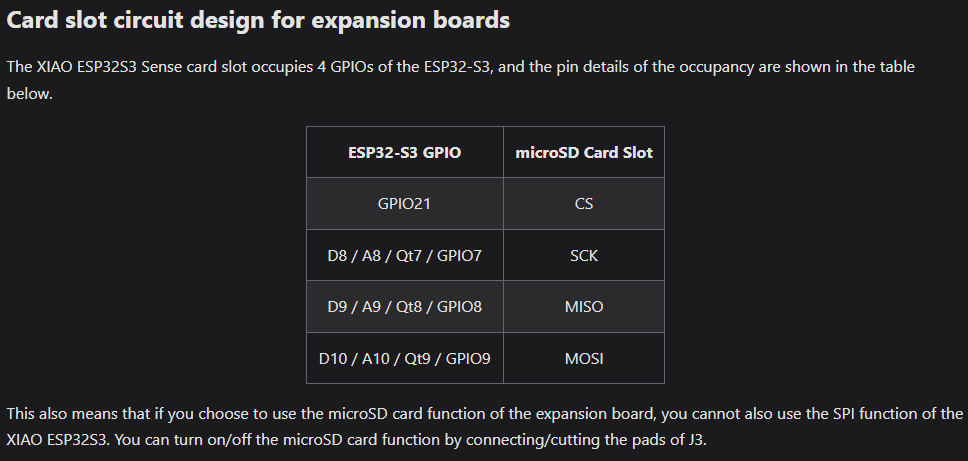 Card slot circuit design for expansion boards
The XIAO ESP32S3 Sense card slot occupies 4 GPIOs of the ESP32-S3, and the pin details of the occupancy are shown in the table
below.
ESP32-S3 GPIO microSD Card Slot
GPIO21 CS
D8 / A8 / Qt7 / GPIO7 SCK
D9 / A9 / Qt8 / GPIO8 MISO
D10 / A10 / Qt9 / GPIO9 MOSI
This also means that if you choose to use the microSD card function of the expansion board, you cannot also use the SPI function of the
XIAO ESP32S3. You can turn on/off the microSD card function by connecting/cutting the pads of J3.